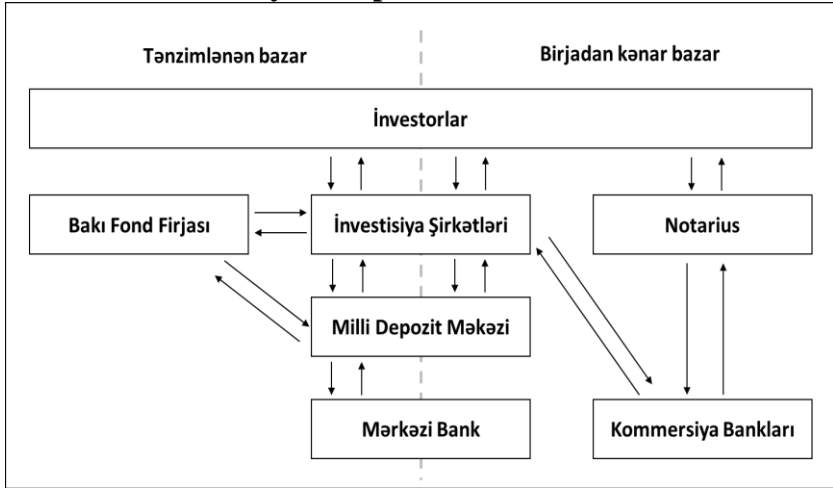 Tənzimlənən bazar
Birjadan kənar bazar
İnvestorlar
Bakı Fond Firjası
İnvestisiya Şirkətləri
Notarius
Milli Depozit Məkəzi
Mərkəzi Bank
Kommersiya Bankları